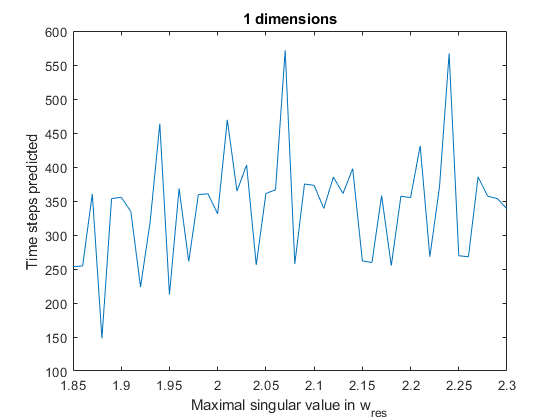 1 dimensions
600
550
500
450
400
350
300
250
200
150
100
Time steps predicted
1.85 1.9 1.95 2 2.05 2.1 2.15 2.2 2.25 2.3
Maximal singular value in w_res